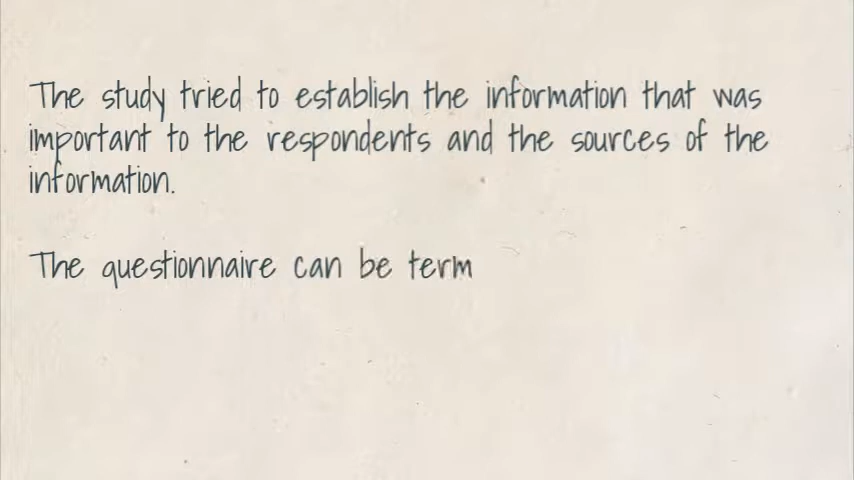 The study tried to establish the information that was
important to the respondents and the sources of the
information.
The questionnaire can be term